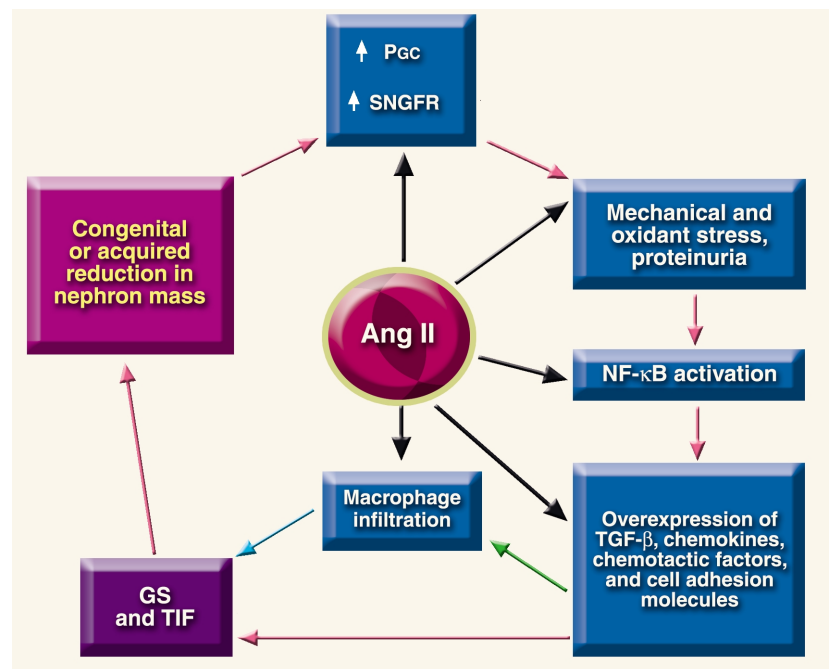 ↑ PGC
↑ SNGFR
Congenital
or acquired
reduction in
nephron mass
Mechanical and
oxidant stress,
proteinuria
Ang II
NF-κB activation
Macrophage
infiltration
Overexpression of
TGF-β, chemokines,
chemotactic factors,
and cell adhesion
molecules
GS
and TIF